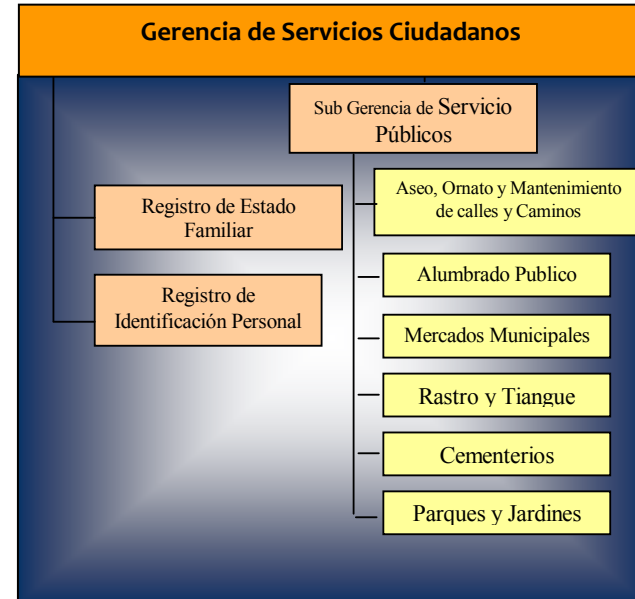 Gerencia de Servicios Ciudadanos
Sub Gerencia de Servicio
Públicos
Registro de Estado
Familiar
Registro de
Identificación Personal
Aseo, Ornato y Mantenimiento
de calles y Caminos
Alumbrado Publico
Mercados Municipales
Rastro y Tiangue
Cementerios
Parques y Jardines